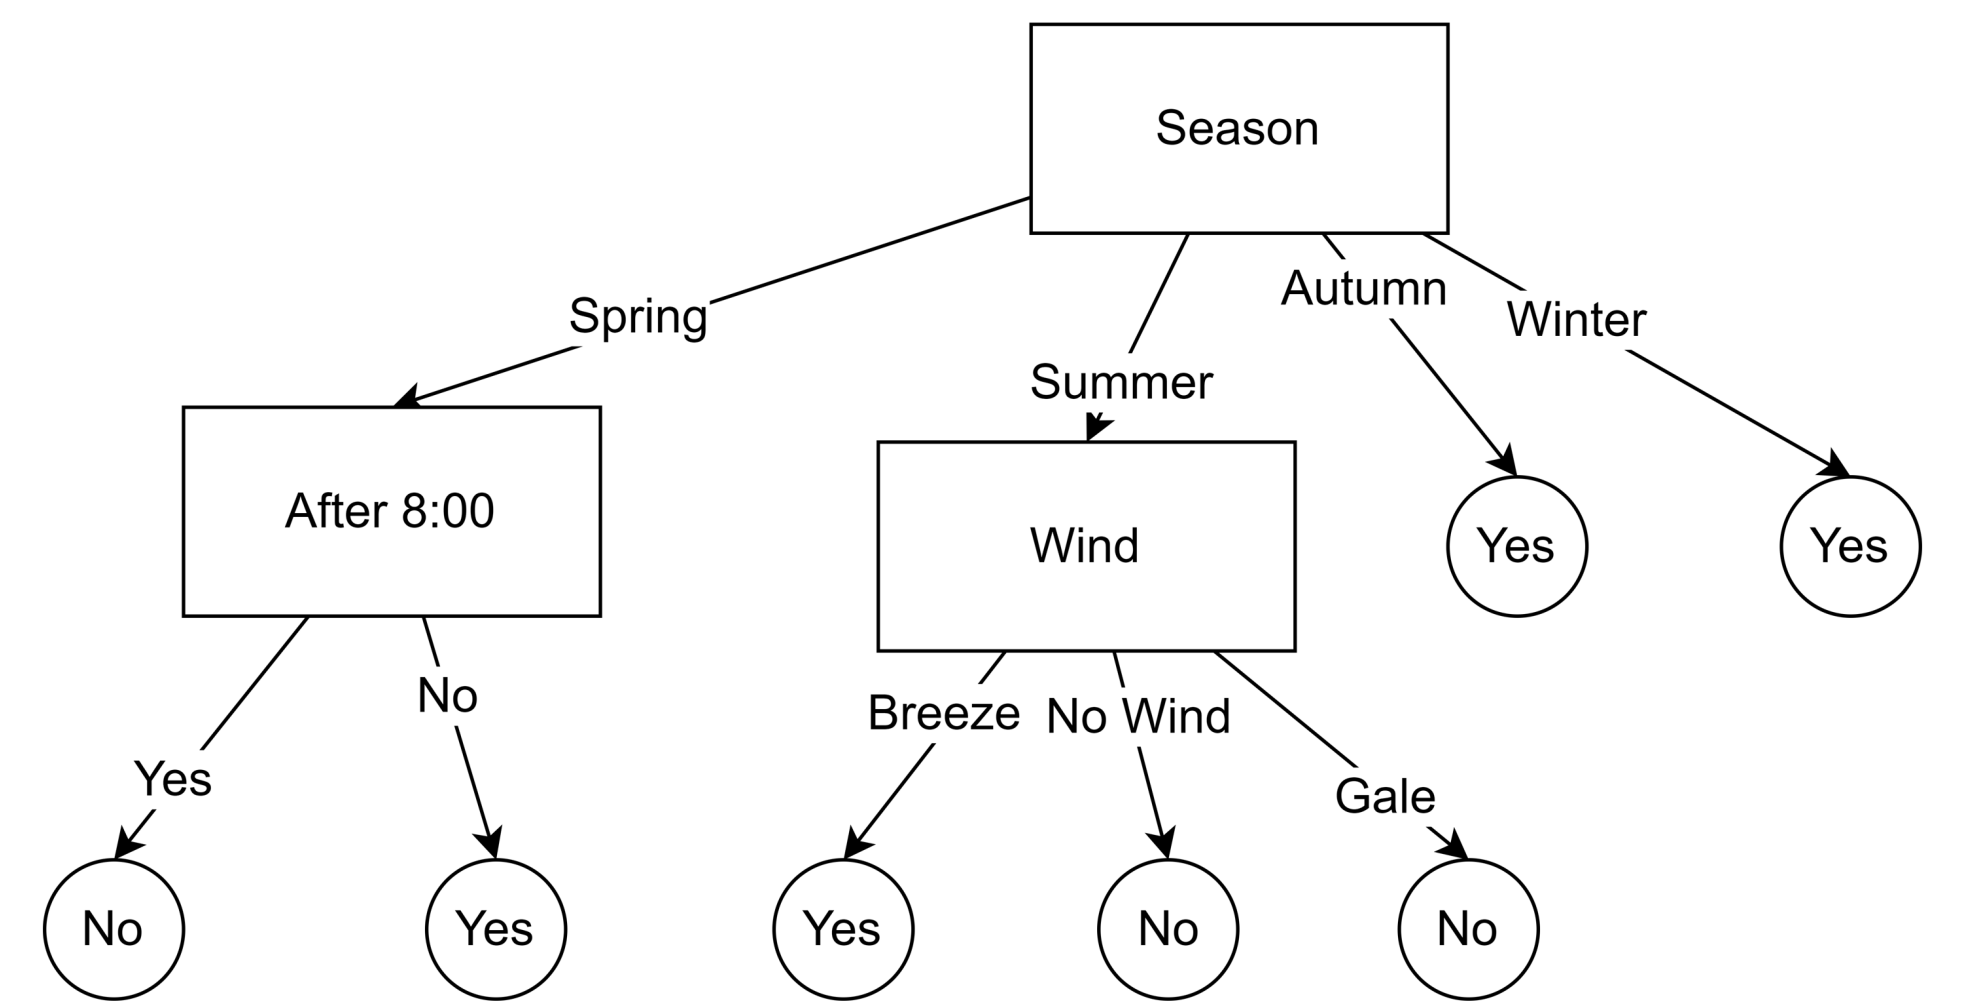 Season
Spring
Summer
Autumn
Winter
After 8:00
Wind
Yes
Yes
Yes
No
Breeze
No Wind
Gale
No
Yes
Yes
No
No